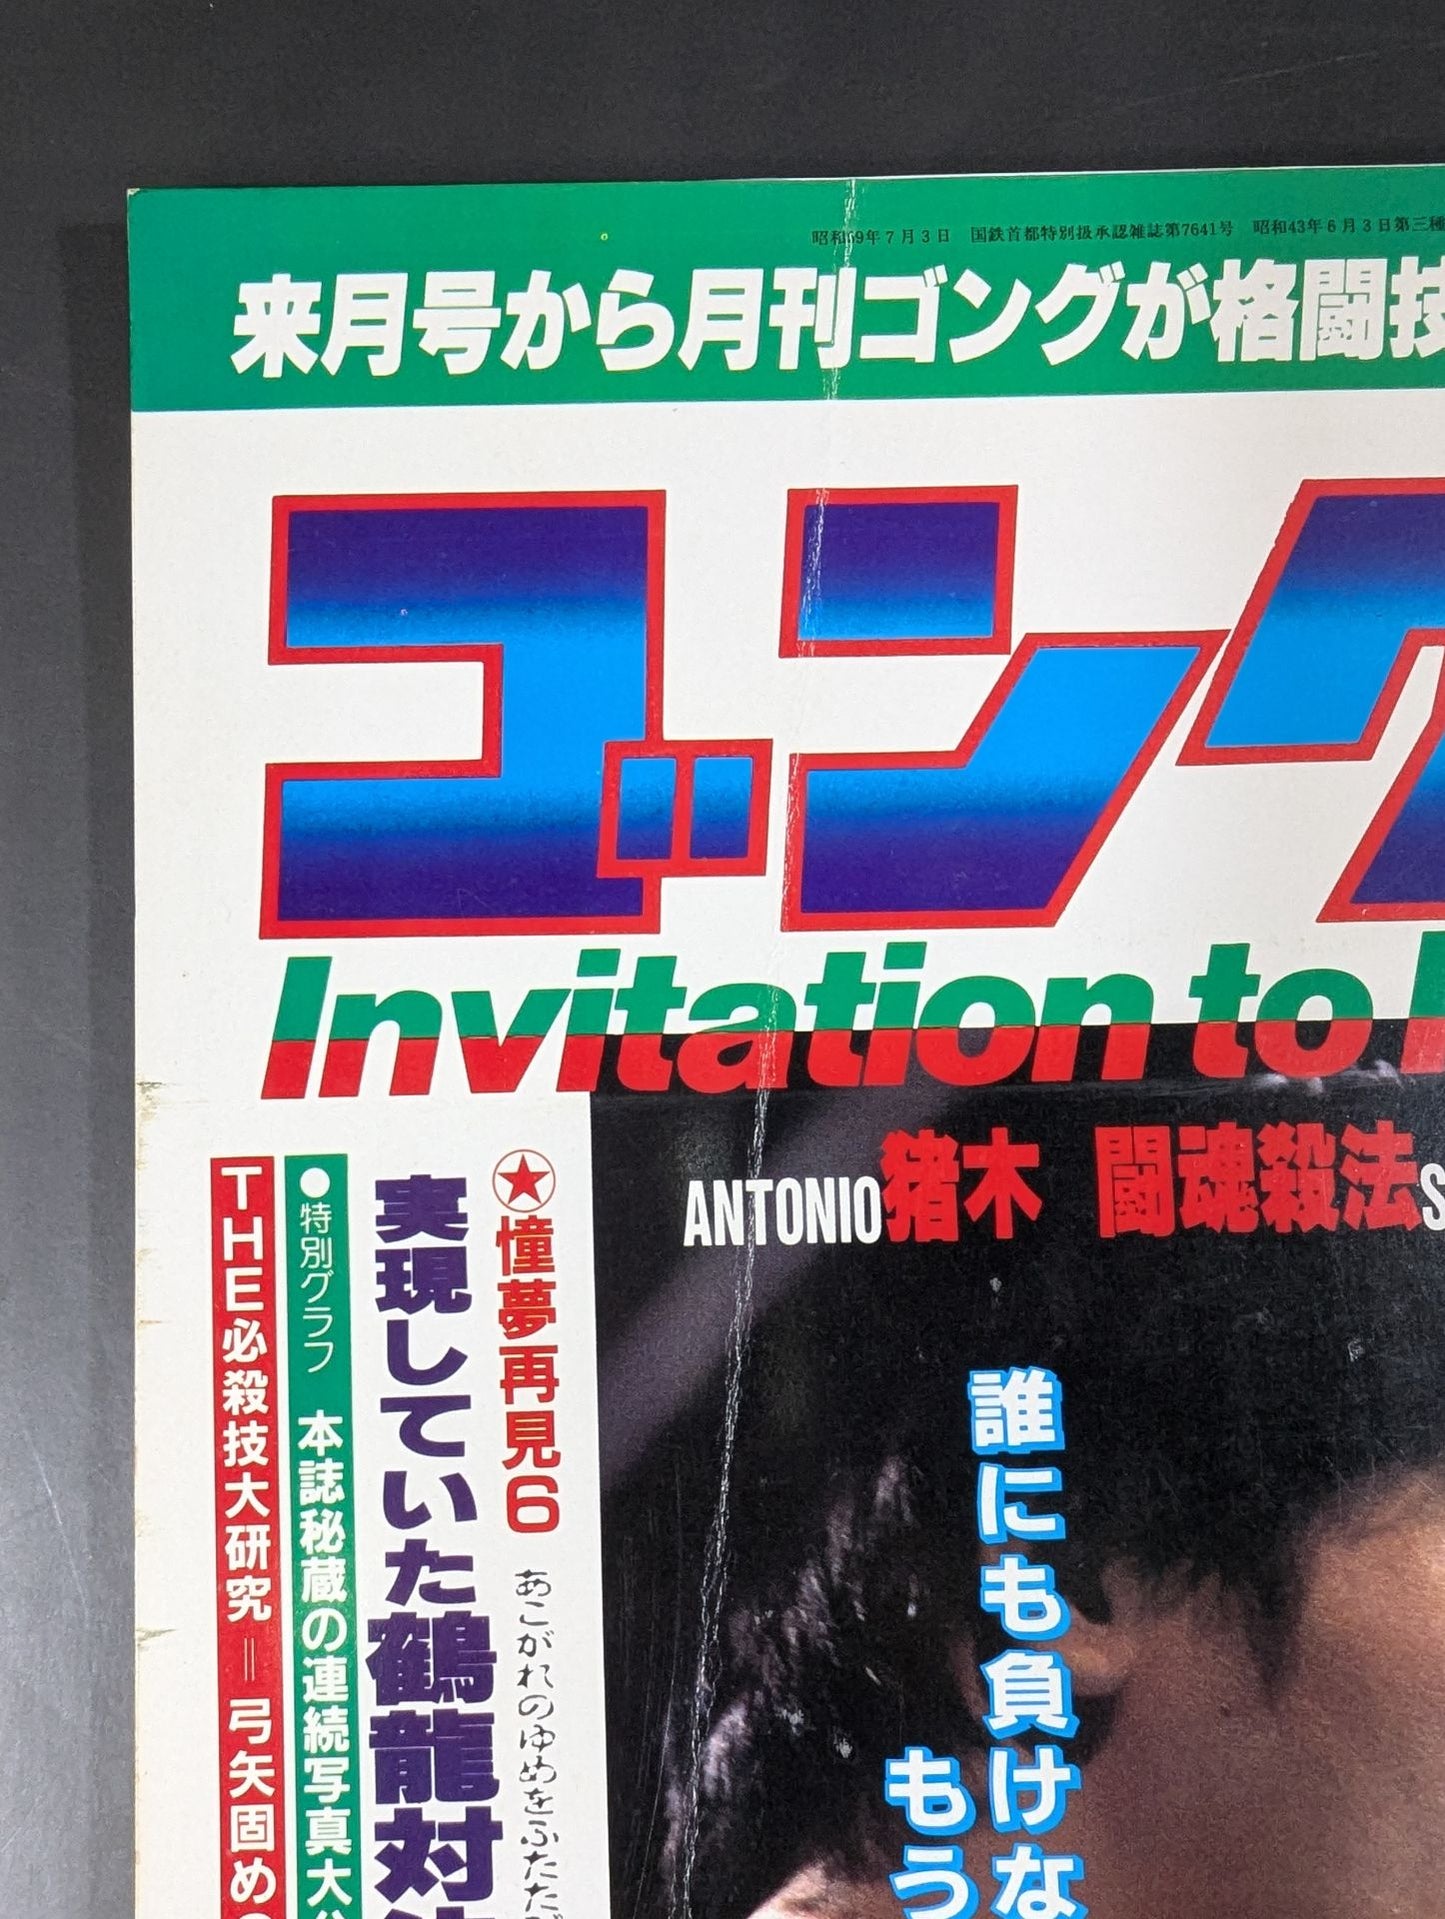 昭和59年7月3日 国鉄首都特別扱承認雑誌第7641号 昭和43年6月3日第三種
来月号から月刊ゴングが格闘技
ゴング
Invitation to
ANTONIO猪木 闘魂殺法S
誰にも負けな
もう
★憧夢再見6 あこがれのゆめをふたたび
実現していた鶴龍対
●特別グラフ 本誌秘蔵の連続写真大公
THE必殺技大研究=弓矢固め